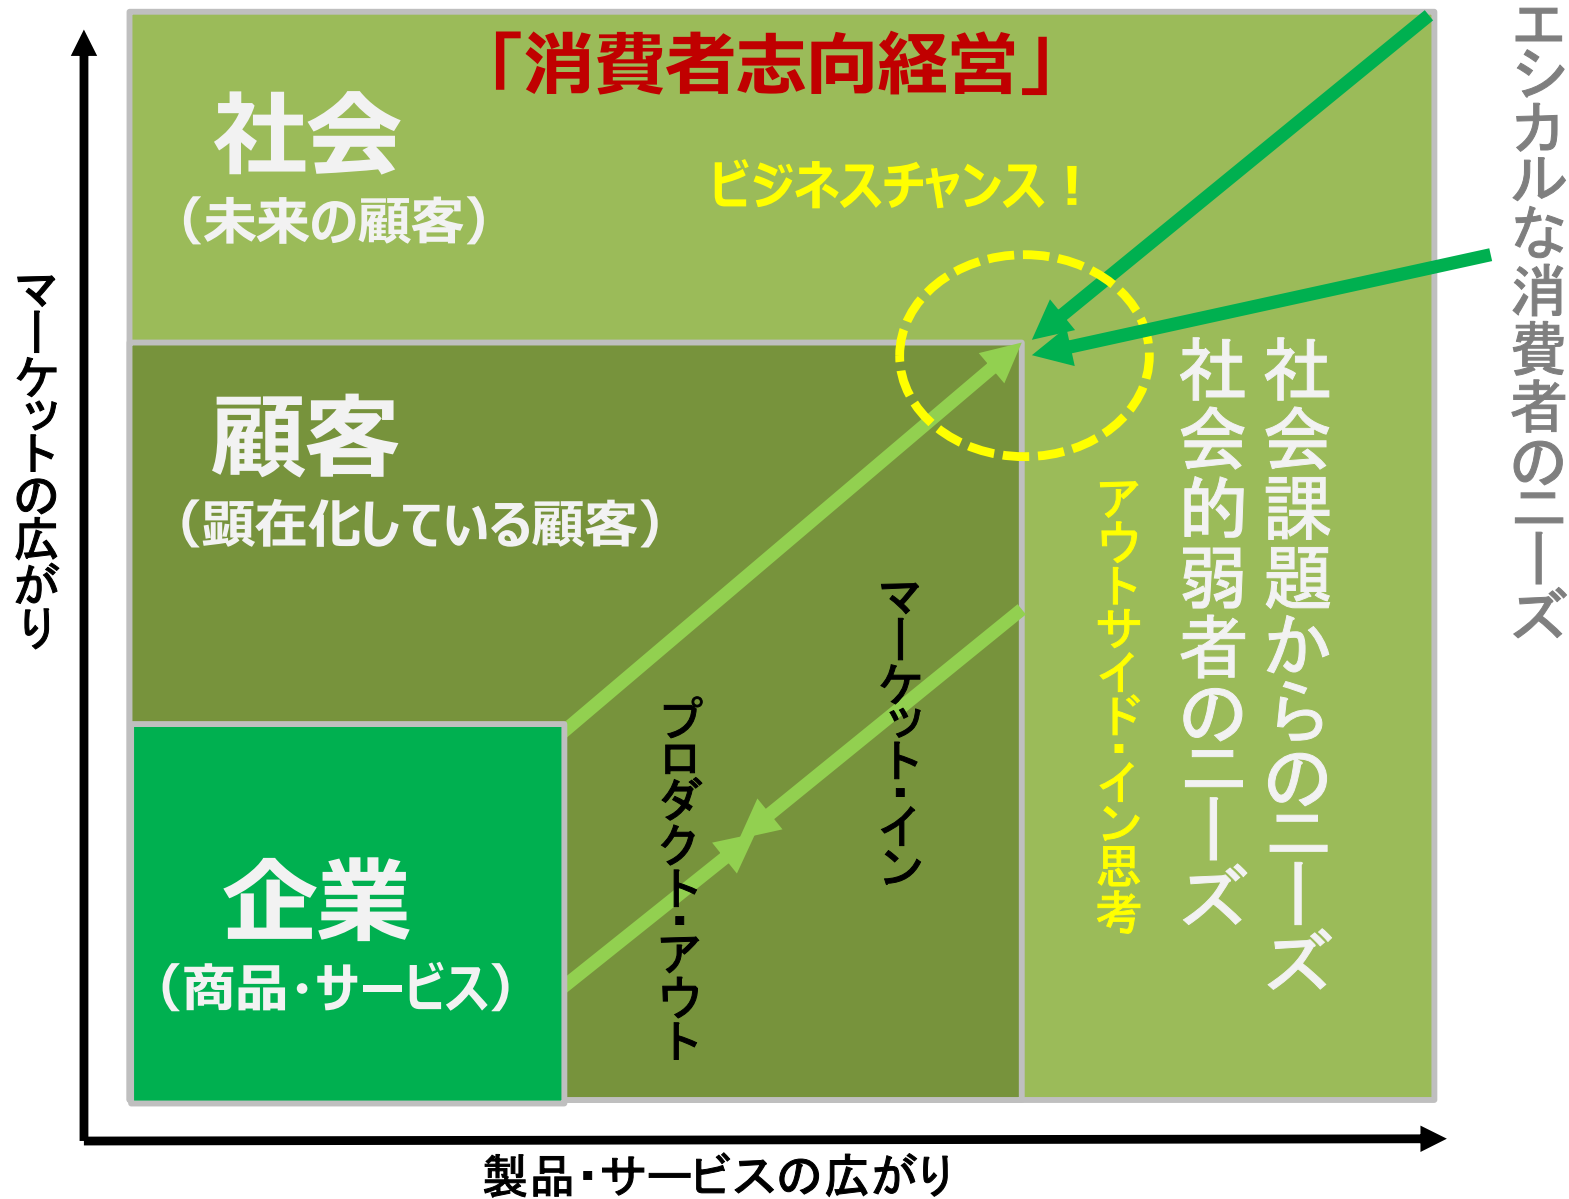 「消費者志向経営」
社会
（未来の顧客）
ビジネスチャンス！
エシカルな消費者のニーズ
マーケットの広がり
顧客
（顕在化している顧客）
社会課題からのニーズ
社会的弱者のニーズ
アウトサイド・イン思考
マーケット・イン
プロダクト・アウト
企業
（商品・サービス）
製品・サービスの広がり